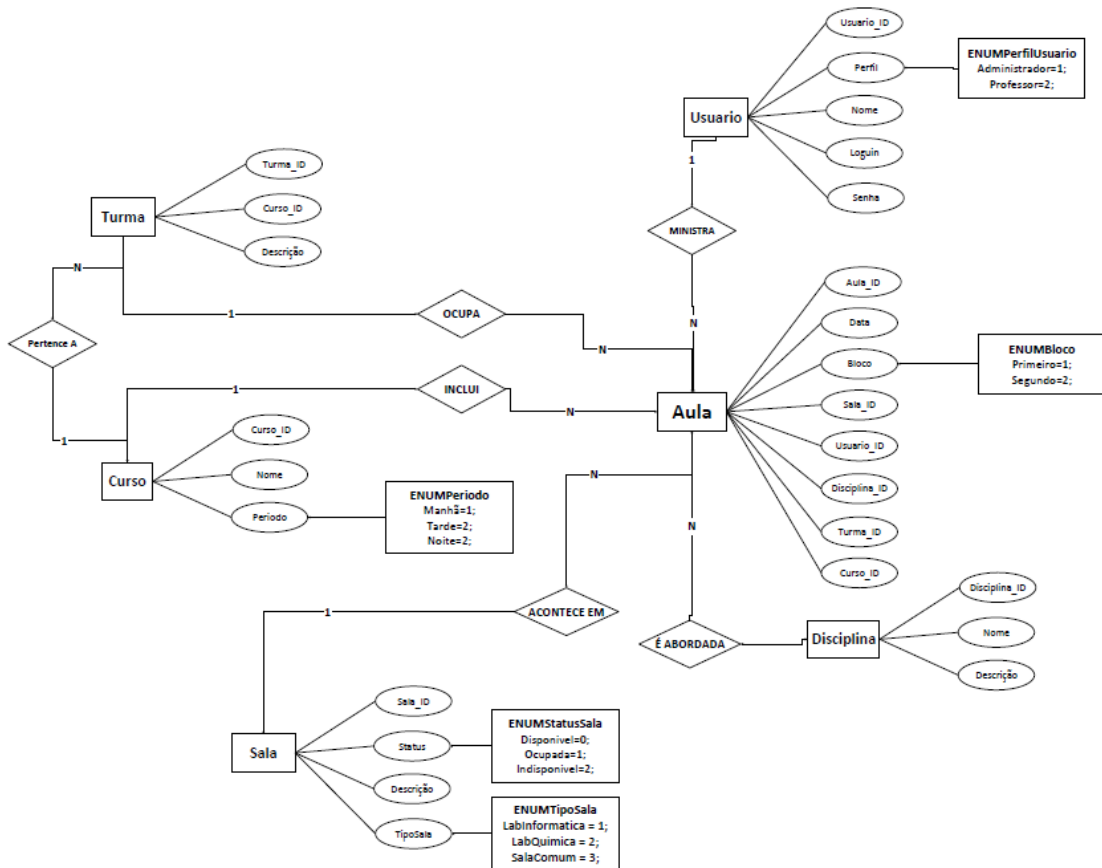 Usuario_ID
Perfil
ENUMPerfilUsuario
Administrador=1;
Professor=2;
Usuario
Nome
Loguin
Senha
1
MINISTRA
N
Turma_ID
Turma
Curso_ID
Descrição
N
1
OCUPA
N
Pertence A
1
1
INCLUI
N
Aula
Aula_ID
Data
Bloco
ENUMBloco
Primeiro=1;
Segundo=2;
Sala_ID
Usuario_ID
Disciplina_ID
Turma_ID
Curso_ID
Curso_ID
Curso
Nome
Periodo
ENUMPeriodo
Manhã=1;
Tarde=2;
Noite=2;
N
1
ACONTECE EM
N
É ABORDADA
Disciplina
Disciplina_ID
Nome
Descrição
Sala_ID
Sala
Status
ENUMStatusSala
Disponivel=0;
Ocupada=1;
Indisponivel=2;
Descrição
TipoSala
ENUMTipoSala
LabInformatica = 1;
LabQuimica = 2;
SalaComum = 3;